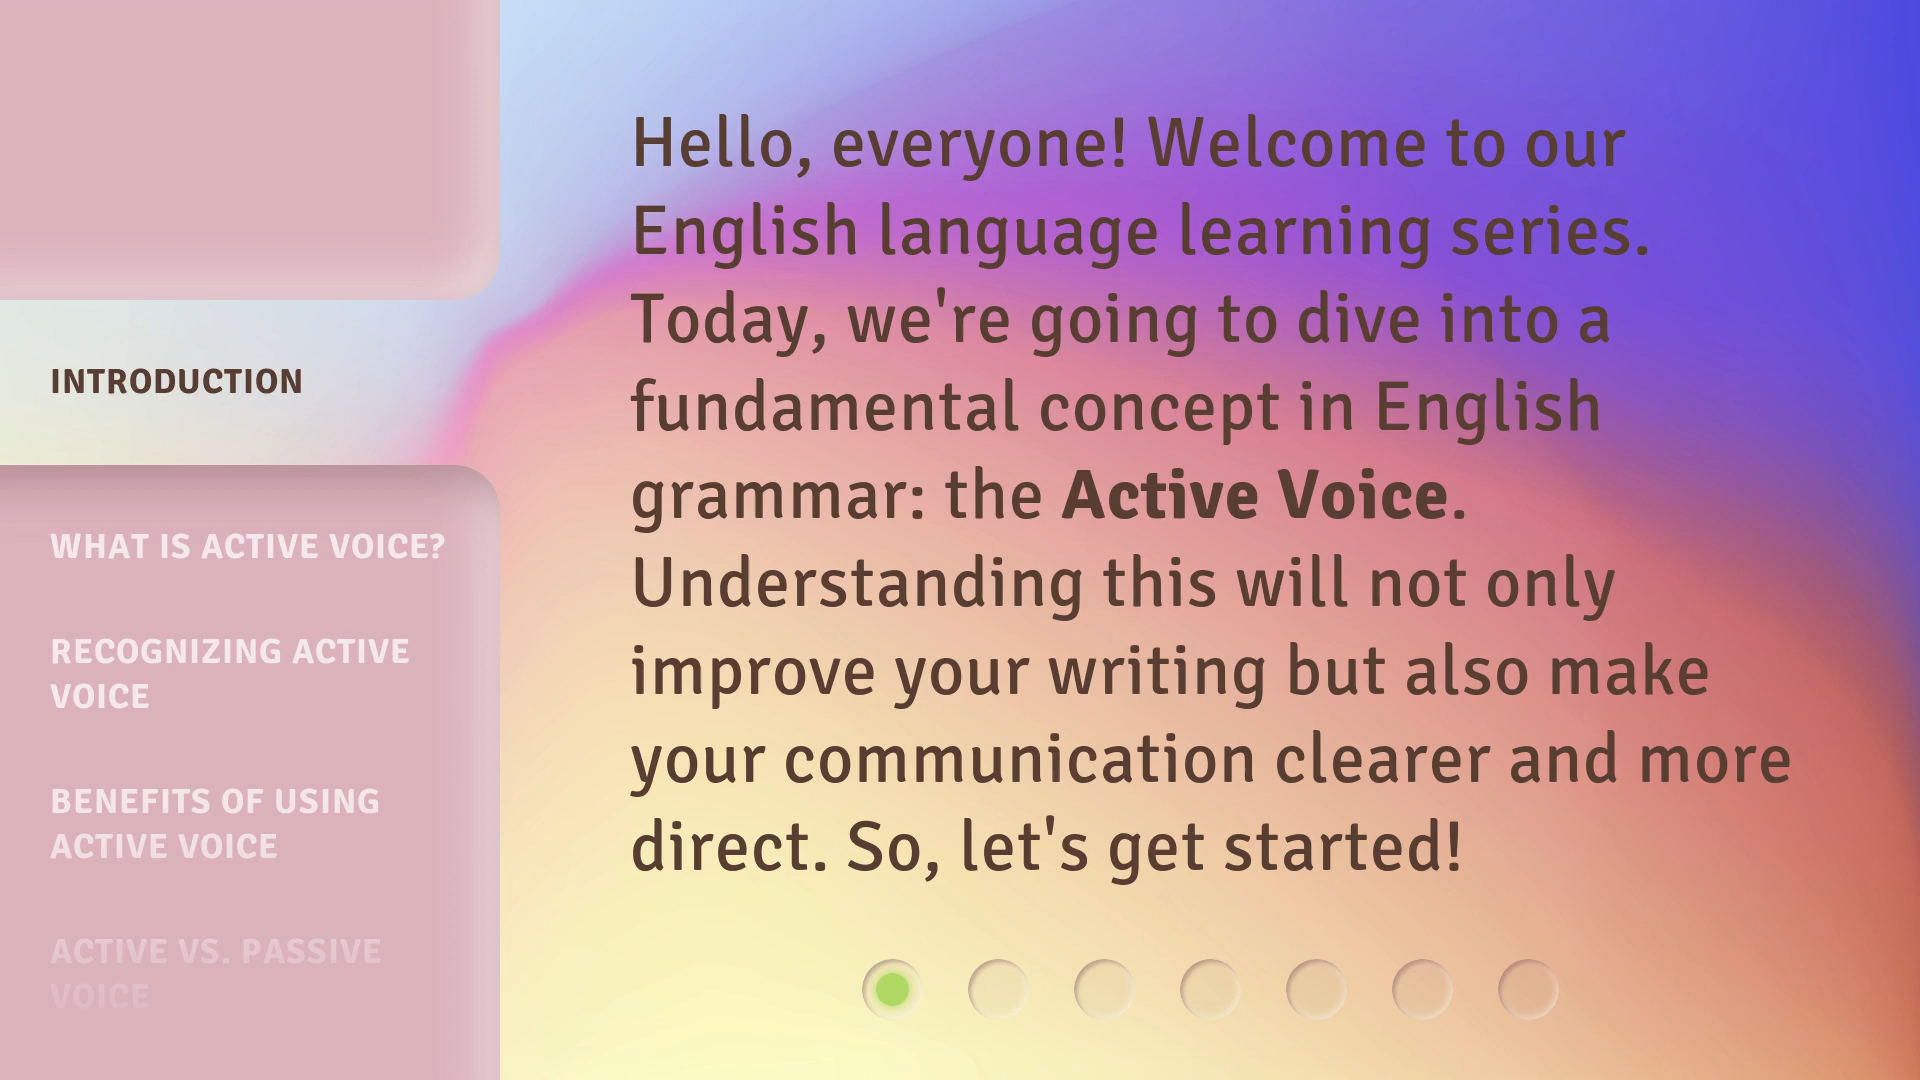 INTRODUCTION
WHAT IS ACTIVE VOICE?
RECOGNIZING ACTIVE
VOICE
BENEFITS OF USING
ACTIVE VOICE
ACTIVE VS. PASSIVE
VOICE
Hello, everyone! Welcome to our
English language learning series.
Today, we're going to dive into a
fundamental concept in English
grammar: the Active Voice.
Understanding this will not only
improve your writing but also make
your communication clearer and more
direct. So, let's get started!